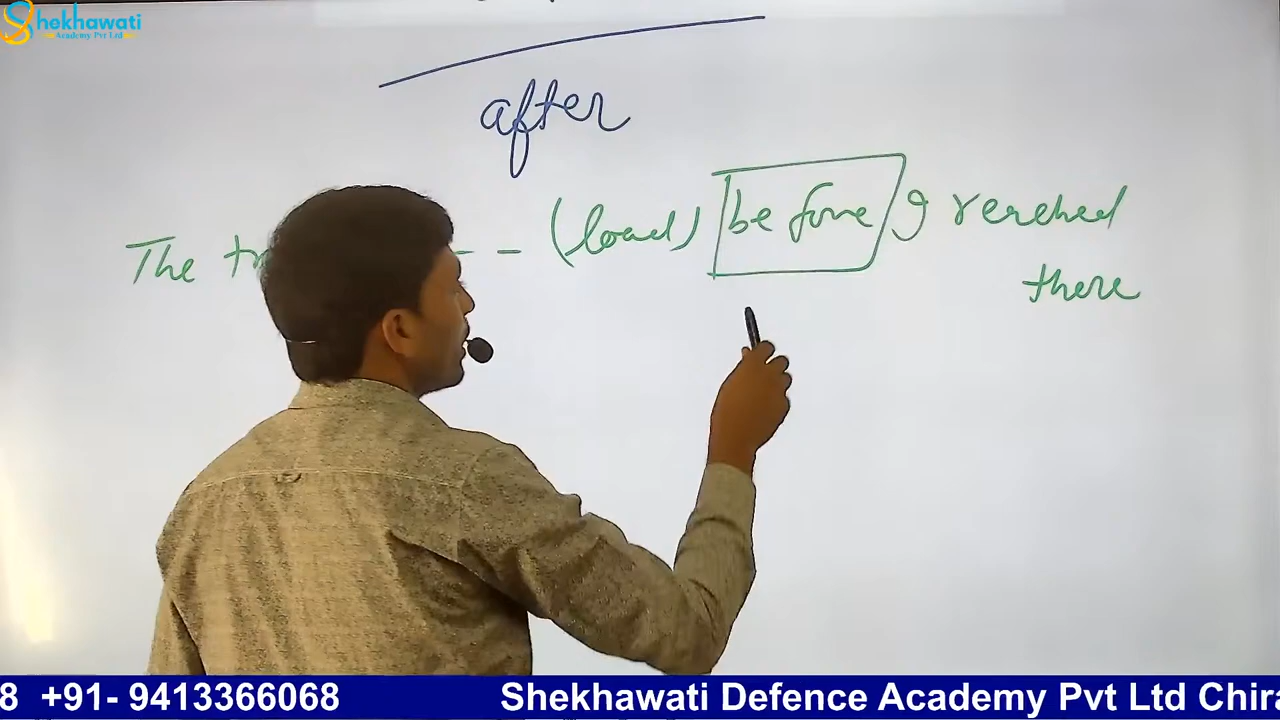 Shekhawati
Academy Pvt Ltd
after
The -- (load) before I reached
there
8 +91- 9413366068 Shekhawati Defence Academy Pvt Ltd Chira